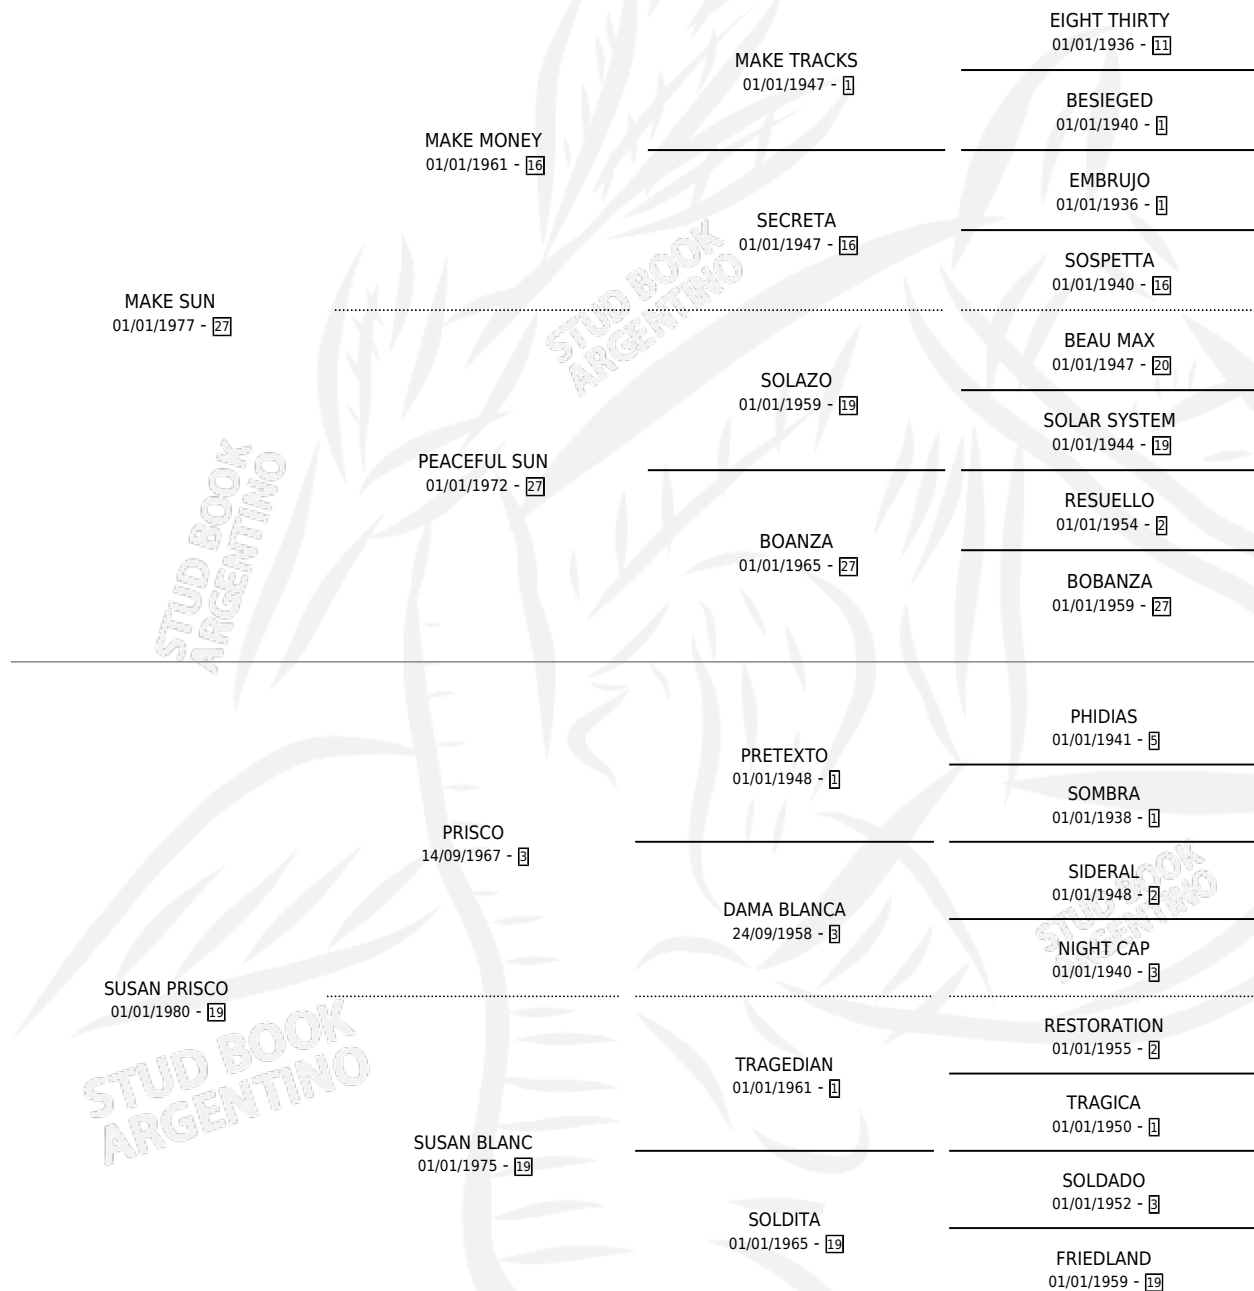 EIGHT THIRTY
01/01/1936 - 11
MAKE TRACKS
01/01/1947 - 1
BESIEGED
01/01/1940 - 1
MAKE MONEY
01/01/1961 - 16
EMBRUJO
01/01/1936 - 1
SECRETA
01/01/1947 - 16
SOSPETTA
01/01/1940 - 16
MAKE SUN
01/01/1977 - 27
BEAU MAX
01/01/1947 - 20
SOLAZO
01/01/1959 - 19
SOLAR SYSTEM
01/01/1944 - 19
PEACEFUL SUN
01/01/1972 - 27
RESUELLO
01/01/1954 - 2
BOANZA
01/01/1965 - 27
BOBANZA
01/01/1959 - 27
PHIDIAS
01/01/1941 - 5
PRETEXTO
01/01/1948 - 1
SOMBRA
01/01/1938 - 1
PRISCO
14/09/1967 - 3
SIDERAL
01/01/1948 - 2
DAMA BLANCA
24/09/1958 - 3
NIGHT CAP
01/01/1940 - 3
SUSAN PRISCO
01/01/1980 - 19
RESTORATION
01/01/1955 - 2
TRAGEDIAN
01/01/1961 - 1
TRAGICA
01/01/1950 - 1
SUSAN BLANC
01/01/1975 - 19
SOLDADO
01/01/1952 - 3
SOLDITA
01/01/1965 - 19
FRIEDLAND
01/01/1959 - 19
STUD BOOK
ARGENTINO
STUD BOOK
ARGENTINO
STUD BOOK
ARGENTINO
STUD BOOK
ARGENTINO